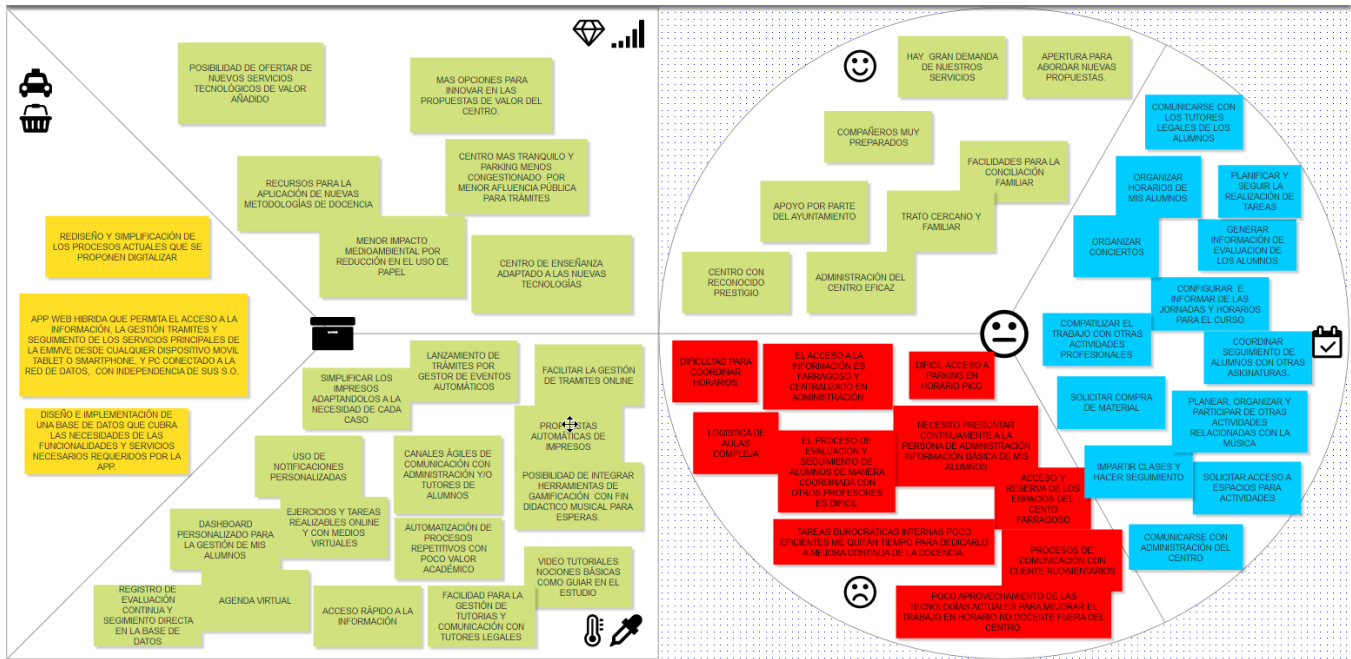 POSIBILIDAD DE OFERTAR DE
NUEVOS SERVICIOS
TECNOLÓGICOS DE VALOR
AÑADIDO
MAS OPCIONES PARA
INNOVAR EN LAS
PROPUESTAS DE VALOR DEL
CENTRO.
RECURSOS PARA LA
APLICACIÓN DE NUEVAS
METODOLOGÍAS DE DOCENCIA
CENTRO MAS TRANQUILO Y
PARKING MENOS
CONGESTIONADO POR
MENOR AFLUENCIA PÚBLICA
PARA TRÁMITES
MENOR IMPACTO
MEDIOAMBIENTAL POR
REDUCCIÓN EN EL USO DE
PAPEL
CENTRO DE ENSEÑANZA
ADAPTADO A LAS NUEVAS
TECNOLOGÍAS
REDISEÑO Y SIMPLIFICACIÓN DE
LOS PROCESOS ACTUALES QUE SE
PROPONEN DIGITALIZAR
APP WEB HIBRIDA QUE PERMITA EL ACCESO A LA
INFORMACIÓN, LA GESTIÓN TRAMITES Y
SEGUIMIENTO DE LOS SERVICIOS PRINCIPALES DE
LA EMMVE DESDE CUALQUIER DISPOSITIVO MOVIL
TABLET O SMARTPHONE, Y PC CONECTADO A LA
RED DE DATOS, CON INDEPENDENCIA DE SUS S.O.
DISEÑO E IMPLEMENTACIÓN DE
UNA BASE DE DATOS QUE CUBRA
LAS NECESIDADES DE LAS
FUNCIONALIDADES Y SERVICIOS
NECESARIOS REQUERIDOS POR LA
APP.
SIMPLIFICAR LOS
IMPRESOS
ADAPTANDOLOS A LA
NECESIDAD DE CADA
CASO
LANZAMIENTO DE
TRÁMITES POR
GESTOR DE EVENTOS
AUTOMÁTICOS
FACILITAR LA GESTIÓN
DE TRAMITES ONLINE
AUTOMÁTICAS DE
IMPRESOS
USO DE
NOTIFICACIONES
PERSONALIZADAS
CANALES ÁGILES DE
COMUNICACIÓN CON
ADMINISTRACIÓN Y/O
TUTORES DE
ALUMNOS
POSIBILIDAD DE INTEGRAR
HERRAMIENTAS DE
GAMIFICACIÓN CON FIN
DIDACTICO MUSICAL PARA
ESPERAS.
DASHBOARD
PERSONALIZADO PARA
LA GESTIÓN DE MIS
ALUMNOS
EJERCICIOS Y TAREAS
REALIZABLES ONLINE
Y CON MEDIOS
VIRTUALES
AUTOMATIZACIÓN DE
PROCESOS
REPETITIVOS CON
POCO VALOR
ACADÉMICO
VIDEO TUTORIALES
NOCIONES BÁSICAS
COMO GUIAR EN EL
ESTUDIO
REGISTRO DE
EVALUACIÓN
CONTINUA Y
SEGIMIENTO DIRECTA
EN LA BASE DE
DATOS
AGENDA VIRTUAL
ACCESO RÁPIDO A LA
INFORMACIÓN
FACILIDAD PARA LA
GESTIÓN DE
TUTORIAS Y
COMUNICACIÓN CON
TUTORES LEGALES
HAY GRAN DEMANDA
DE NUESTROS
SERVICIOS
APERTURA PARA
ABORDAR NUEVAS
PROPUESTAS.
COMPAÑEROS MUY
PREPARADOS
FACILIDADES PARA LA
CONCILIACIÓN
FAMILIAR
APOYO POR PARTE
DEL AYUNTAMIENTO
TRATO CERCANO Y
FAMILIAR
CENTRO CON
RECONOCIDO
PRESTIGIO
ADMINISTRACIÓN DEL
CENTRO EFICAZ
COMUNICARSE CON
LOS TUTORES
LEGALES DE LOS
ALUMNOS
ORGANIZAR
HORARIOS DE
MIS ALUMNOS
PLANIFICAR Y
SEGUIR LA
REALIZACIÓN DE
TAREAS
ORGANIZAR
CONCIERTOS
GENERAR
INFORMACIÓN DE
EVALUACION DE
LOS ALUMNOS
CONFIGURAR E
INFORMAR DE LAS
JORNADAS Y HORARIOS
PARA EL CURSO
COMPATILIZAR EL
TRABAJO CON OTRAS
ACTIVIDADES
PROFESIONALES
COORDINAR
SEGUIMIENTO DE
ALUMNOS CON OTRAS
ASIGNATURAS.
SOLICITAR COMPRA
DE MATERIAL
PLANEAR, ORGANIZAR Y
PARTICIPAR DE OTRAS
ACTIVIDADES
RELACIONADAS CON LA
MÚSICA
IMPARTIR CLASES Y
HACER SEGUIMIENTO
SOLICITAR ACCESO A
ESPACIOS PARA
ACTIVIDADES
COMUNICARSE CON
ADMINISTRACIÓN DEL
CENTRO
DIFICULTAD PARA
COORDINAR
HORARIOS
EL ACCESO A LA
INFORMACIÓN ES
FARRAGOSO Y
CENTRALIZADO EN
ADMINISTRACIÓN
DIFICIL ACCESO A
PARKING EN
HORARIO PICO
LOGISTICA DE
AULAS
COMPLEJA
EL PROCESO DE
EVALUACIÓN Y
SEGUIMIENTO DE
ALUMNOS DE MANERA
COORDINADA CON
OTROS PROFESORES
ES DIFICIL
NECESITO PREGUNTAR
CONTINUAMENTE A LA
PERSONA DE ADMINISTRACIÓN
INFORMACIÓN BÁSICA DE MIS
ALUMNOS
ACCESO Y
RESERVA DE LOS
ESPACIOS DEL
CENTO
FARRAGOSO
TAREAS BUROCRÁTICAS INTERNAS POCO
EFICIENTES ME QUITAN TIEMPO PARA DEDICARLO
A MEJORA CONTINUA DE LA DOCENCIA.
PROCESOS DE
COMUNICACIÓN CON
CLIENTE RUDIMENTARIOS
POCO APROVECHAMIENTO DE LAS
TECNOLOGÍAS ACTUALES PARA MEJORAR EL
TRABAJO EN HORARIO NO DOCENTE FUERA DEL
CENTRO.